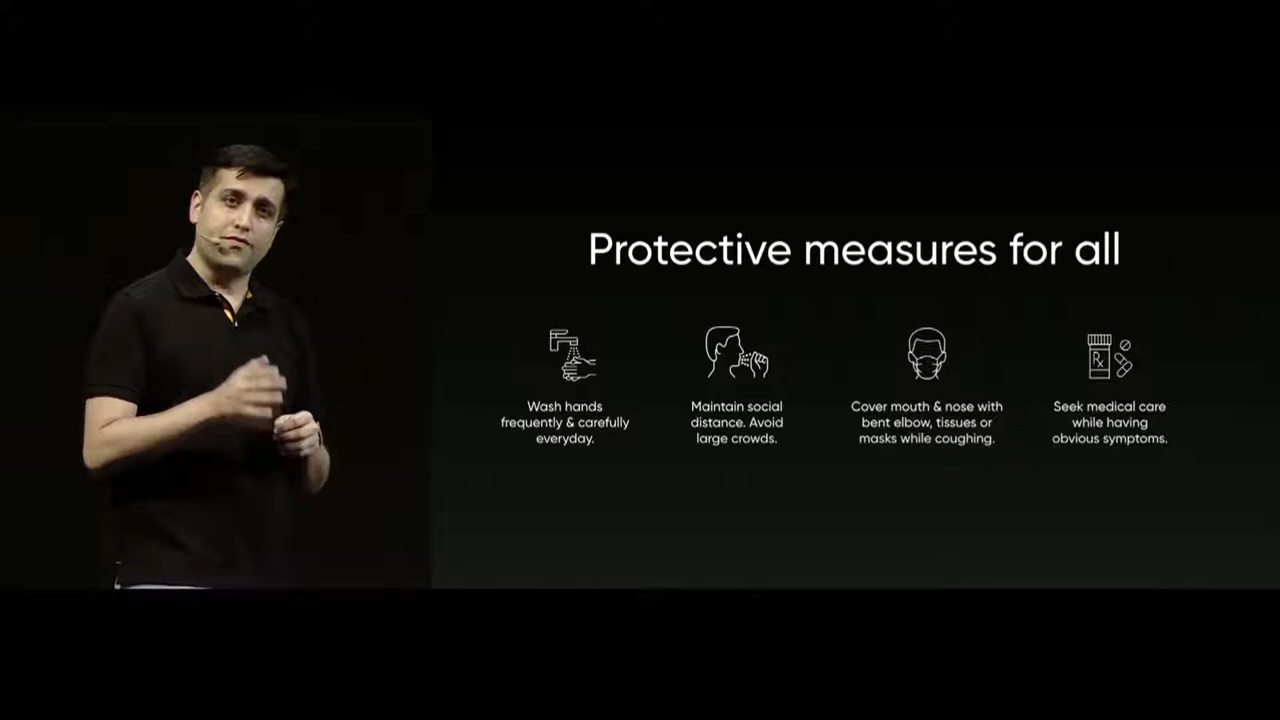 Protective measures for all
Wash hands
frequently & carefully
everyday.
Maintain social
distance. Avoid
large crowds.
Cover mouth & nose with
bent elbow, tissues or
masks while coughing.
Seek medical care
while having
obvious symptoms.
Rx